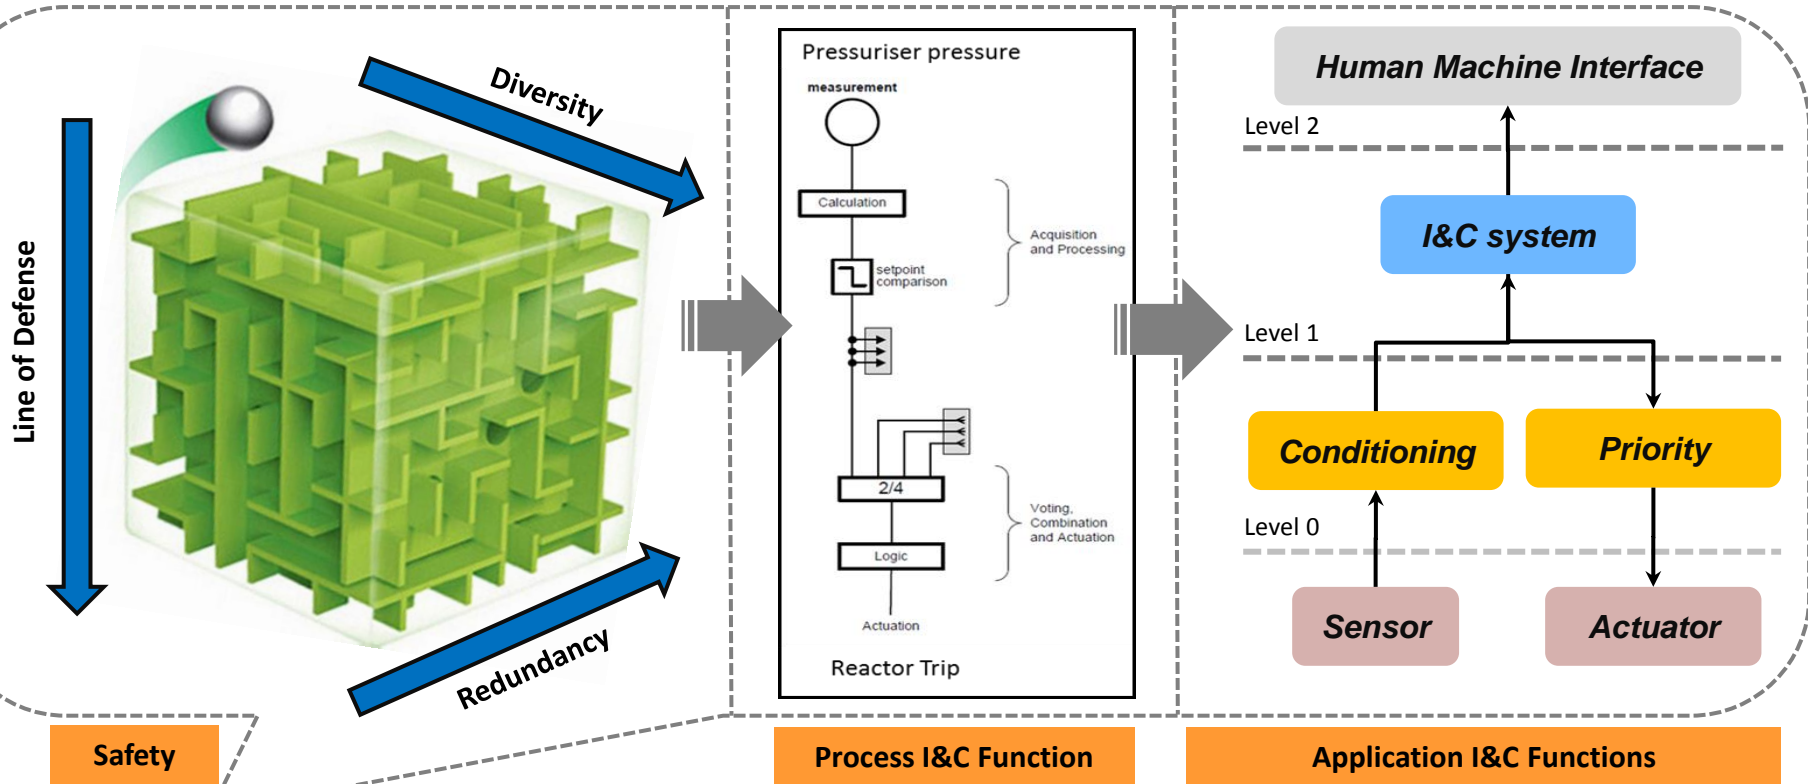 Line of Defense
Diversity
Redundancy
Safety
Pressuriser pressure
measurement
Calculation
setpoint
comparison
Acquisition
and Processing
2/4
Logic
Voting,
Combination
and Actuation
Actuation
Reactor Trip
Process I&C Function
Human Machine Interface
Level 2
I&C system
Level 1
Conditioning
Priority
Level 0
Sensor
Actuator
Application I&C Functions